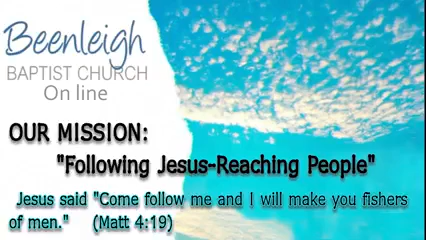 Beenleigh
BAPTIST CHURCH
On line
OUR MISSION:
"Following Jesus-Reaching People"
Jesus said "Come follow me and I will make you fishers
of men." (Matt 4:19)